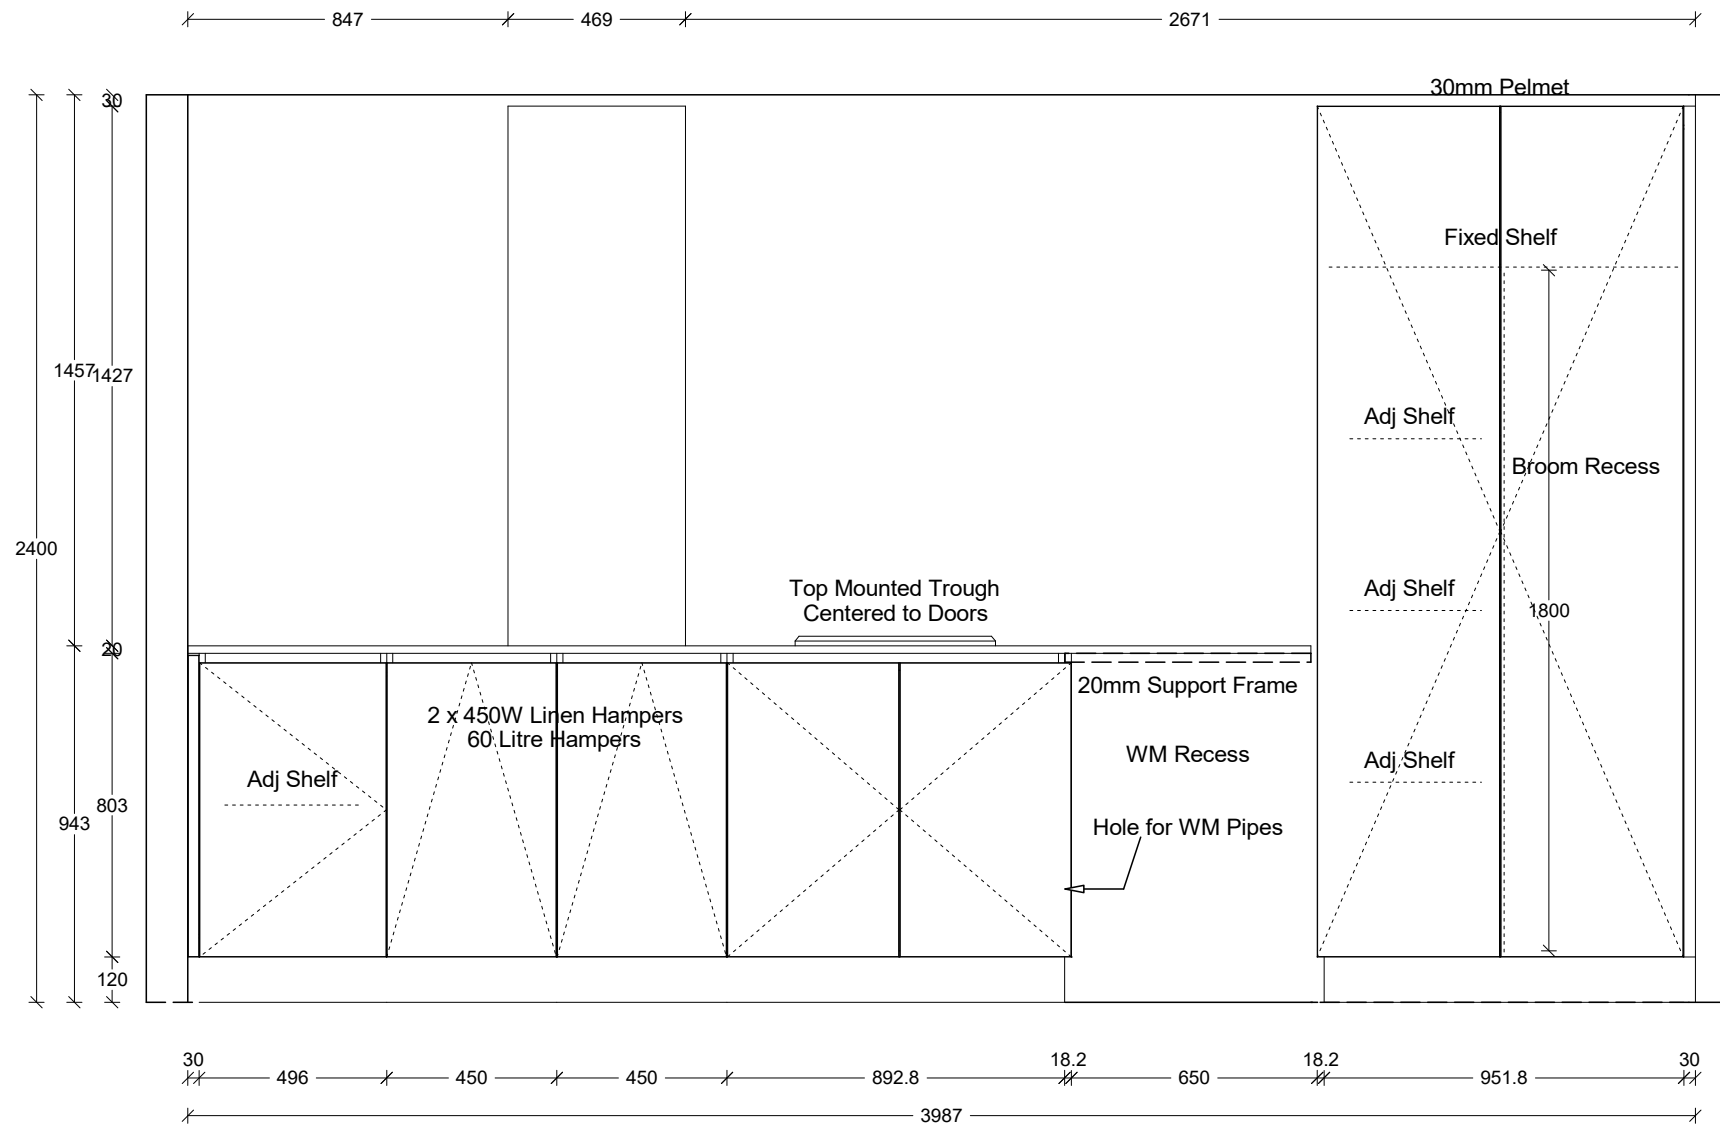 847
469
2671
30mm Pelmet
30
Fixed Shelf
1457
1427
Adj Shelf
Broom Recess
2400
Top Mounted Trough
Centered to Doors
Adj Shelf
1800
20
20mm Support Frame
2 x 450W Linen Hampers
60 Litre Hampers
WM Recess
Adj Shelf
Adj Shelf
803
943
Hole for WM Pipes
120
30
18.2
18.2
30
496
450
450
892.8
650
951.8
3987